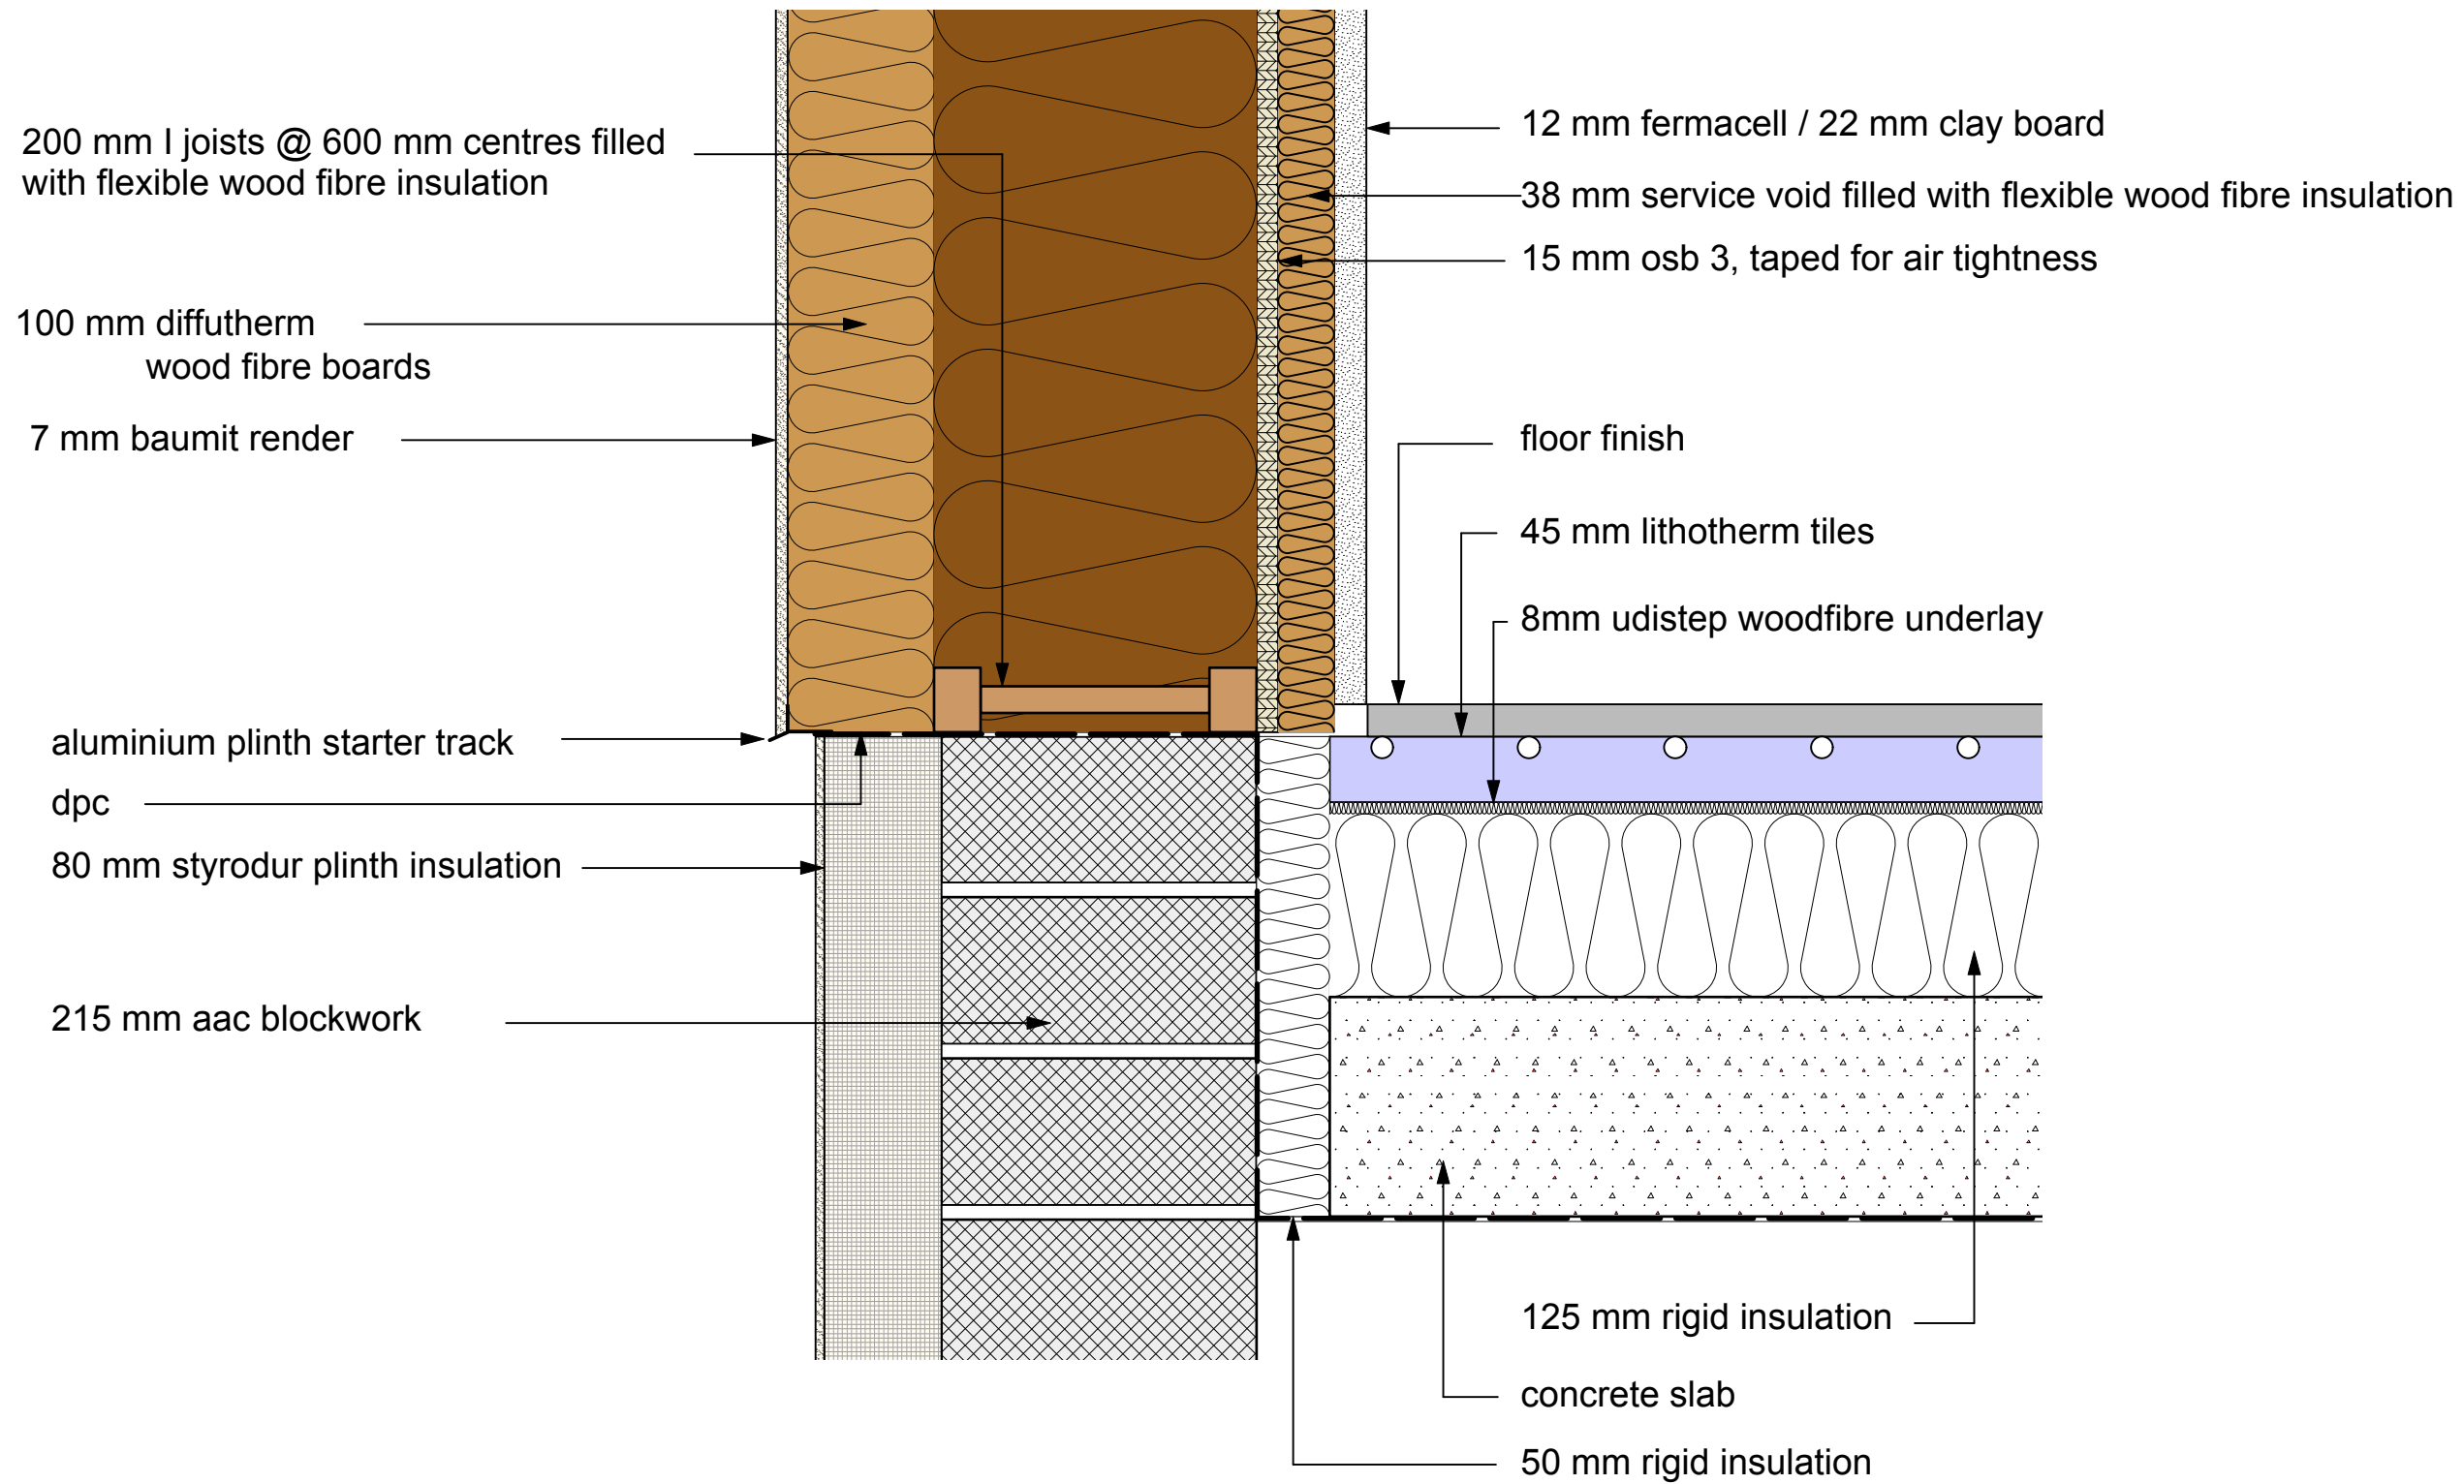 200 mm I joists @ 600 mm centres filled
with flexible wood fibre insulation
100 mm diffutherm
wood fibre boards
7 mm baumit render
aluminium plinth starter track
dpc
80 mm styrodur plinth insulation
215 mm aac blockwork
12 mm fermacell / 22 mm clay board
38 mm service void filled with flexible wood fibre insulation
15 mm osb 3, taped for air tightness
floor finish
45 mm lithotherm tiles
8mm udistep woodfibre underlay
125 mm rigid insulation
concrete slab
50 mm rigid insulation